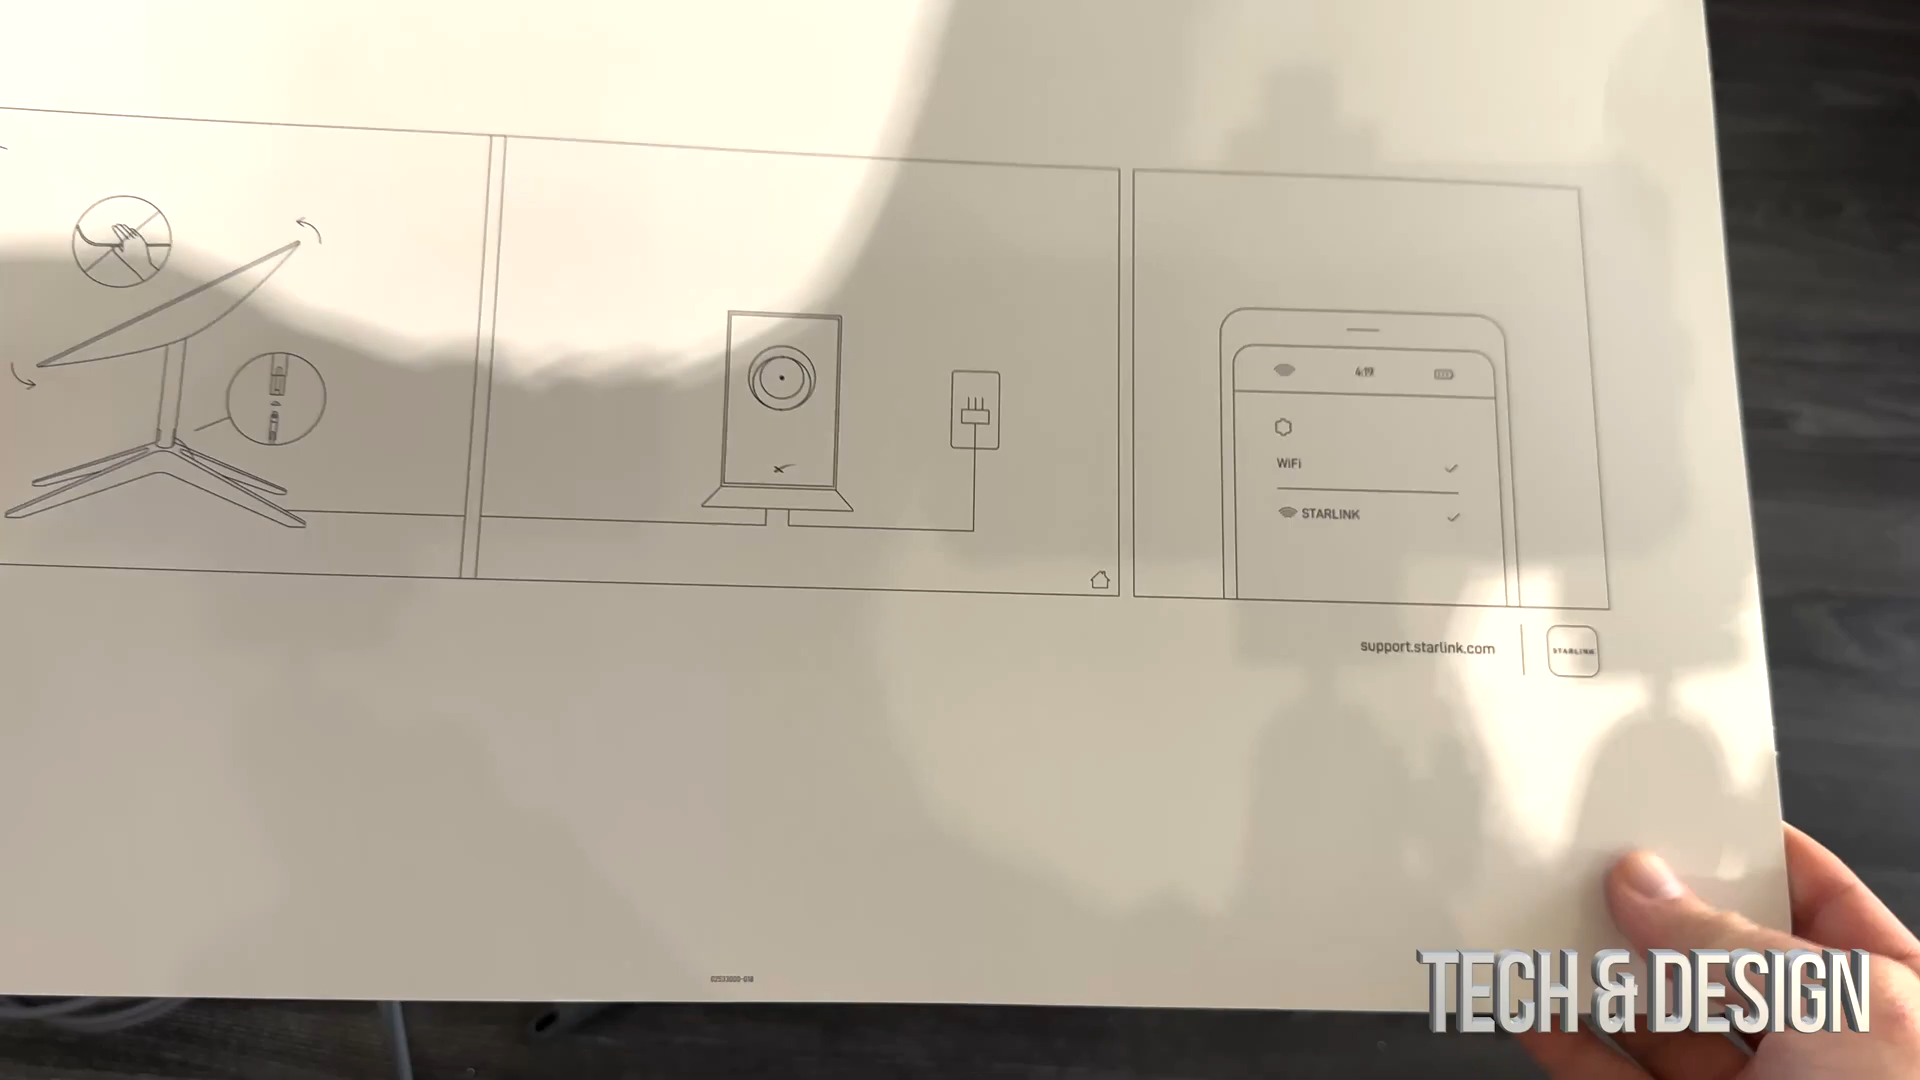 4:19
WiFi
STARLINK
support.starlink.com
STARLINK
TECH & DESIGN